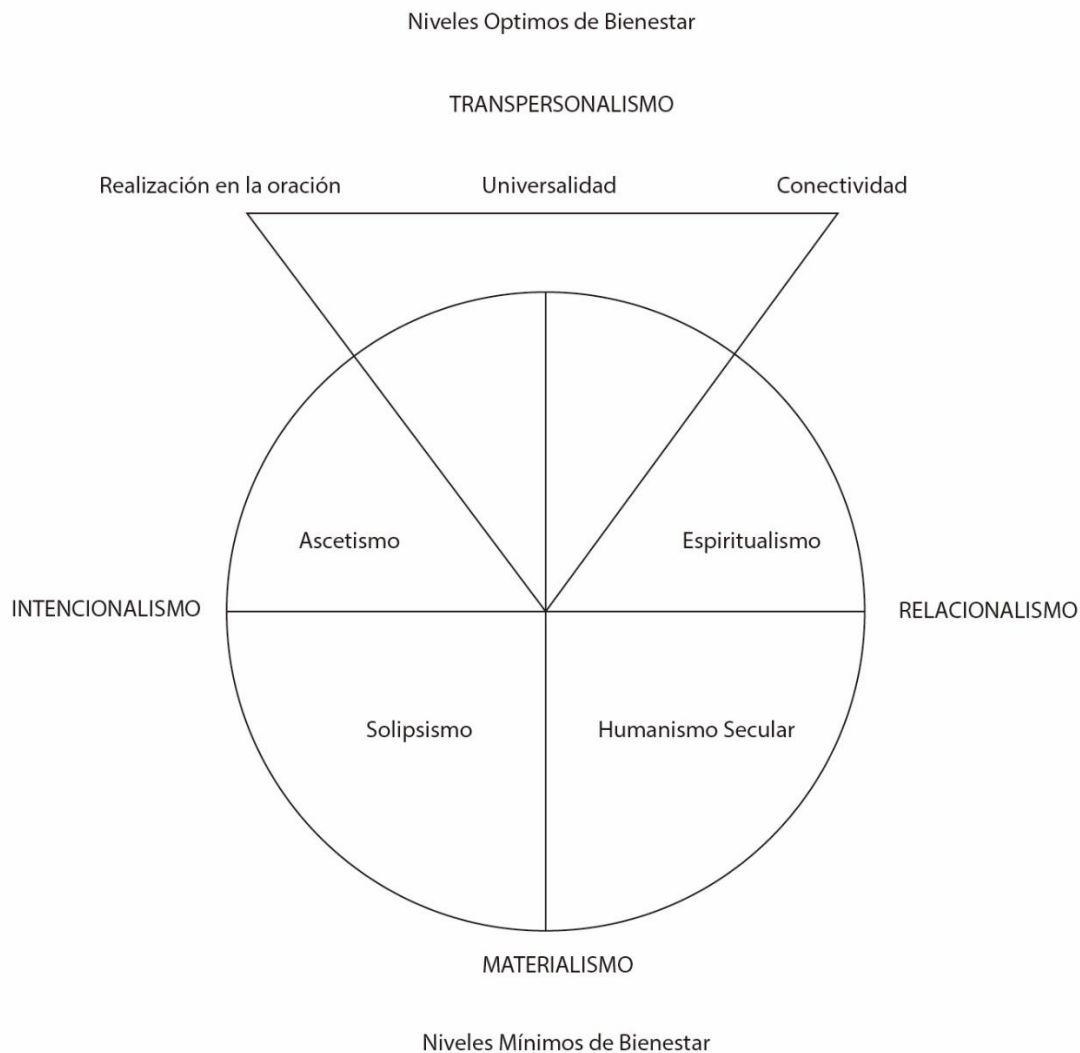 Niveles Optimos de Bienestar
TRANSPERSONALISMO
Realización en la oración
Universalidad
Conectividad
Ascetismo
Espiritualismo
INTENCIONALISMO
RELACIONALISMO
Solipsismo
Humanismo Secular
MATERIALISMO
Niveles Mínimos de Bienestar